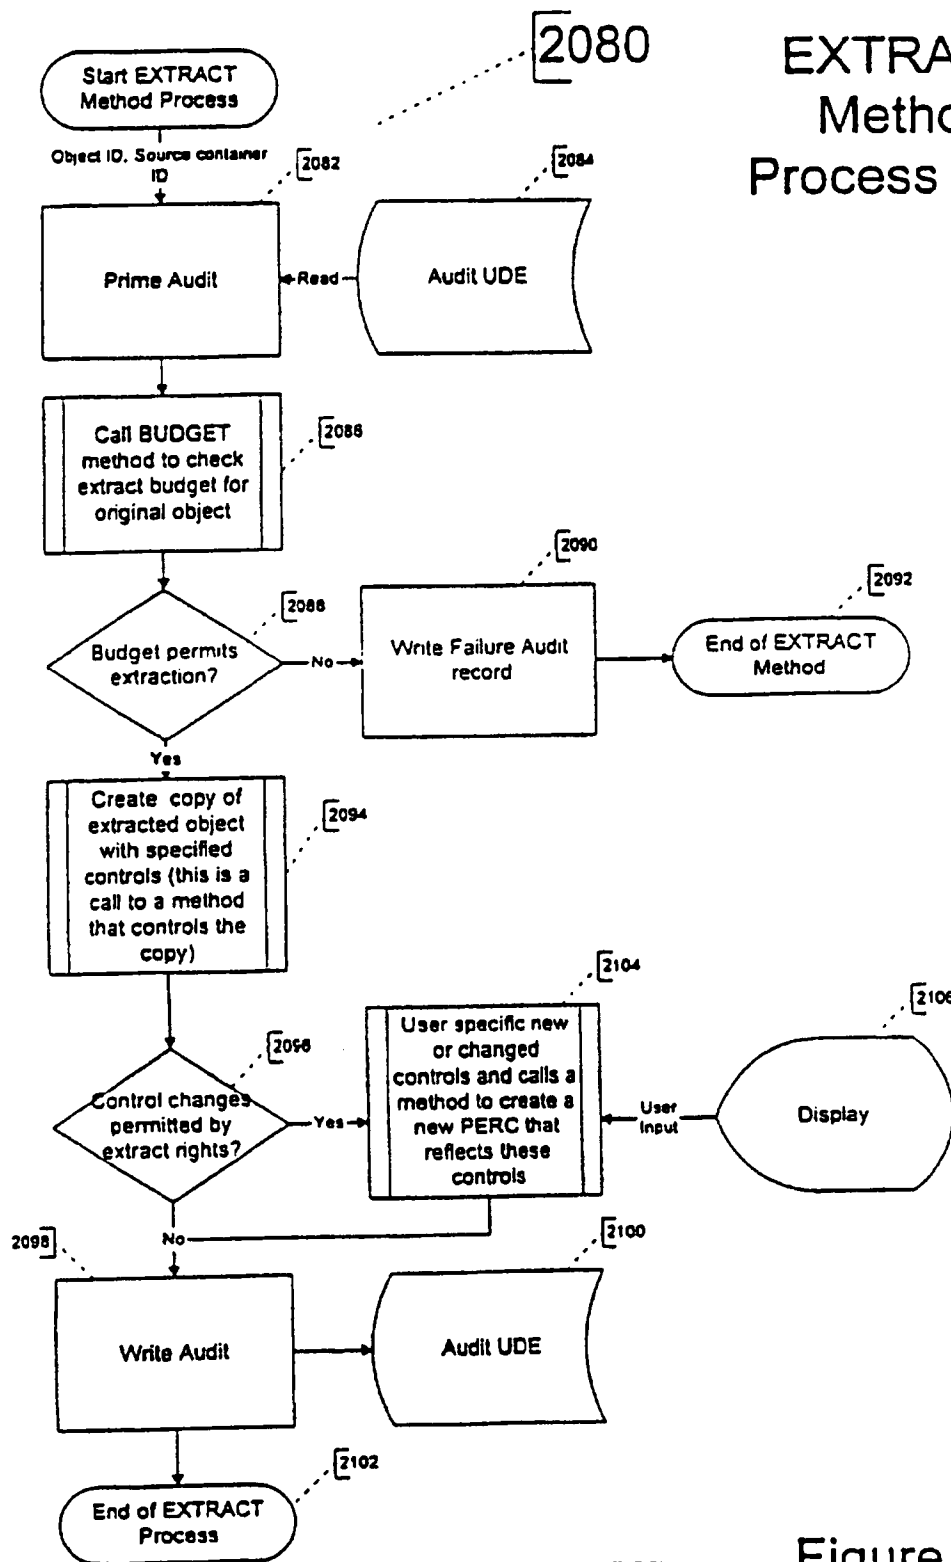 2080
EXTRA
Metho
Process
Start EXTRACT
Method Process
Object ID, Source container
ID
2082
2084
Prime Audit
Read
Audit UDE
Call BUDGET
method to check
extract budget for
original object
2086
2090
2092
2088
Budget permits
extraction?
No
Write Failure Audit
record
End of EXTRACT
Method
Yes
Create copy of
extracted object
with specified
controls (this is a
call to a method
that controls the
copy)
2094
2104
2106
2096
User specific new
or changed
controls and calls a
method to create a
new PERC that
reflects these
controls
Control changes
permitted by
extract rights?
Yes
User
Input
Display
2098
No
2100
Write Audit
Audit UDE
2102
End of EXTRACT
Process
Figure